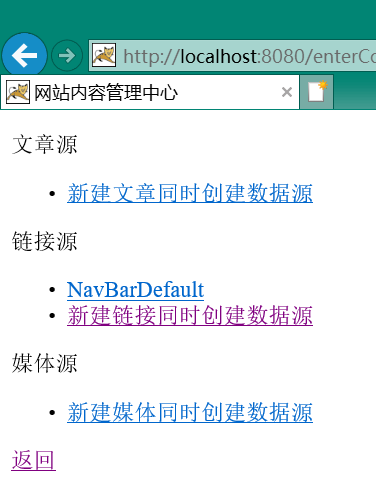 http://localhost:8080/enterCo
网站内容管理中心
文章源
新建文章同时创建数据源
链接源
NavBarDefault
新建链接同时创建数据源
媒体源
新建媒体同时创建数据源
返回